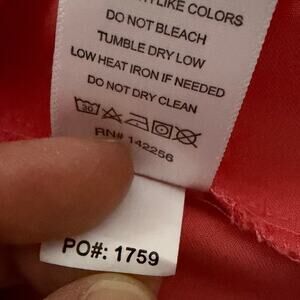 LIKE COLORS
DO NOT BLEACH
TUMBLE DRY LOW
LOW HEAT IRON IF NEEDED
DO NOT DRY CLEAN
30
RN# 142256
PO#: 1759